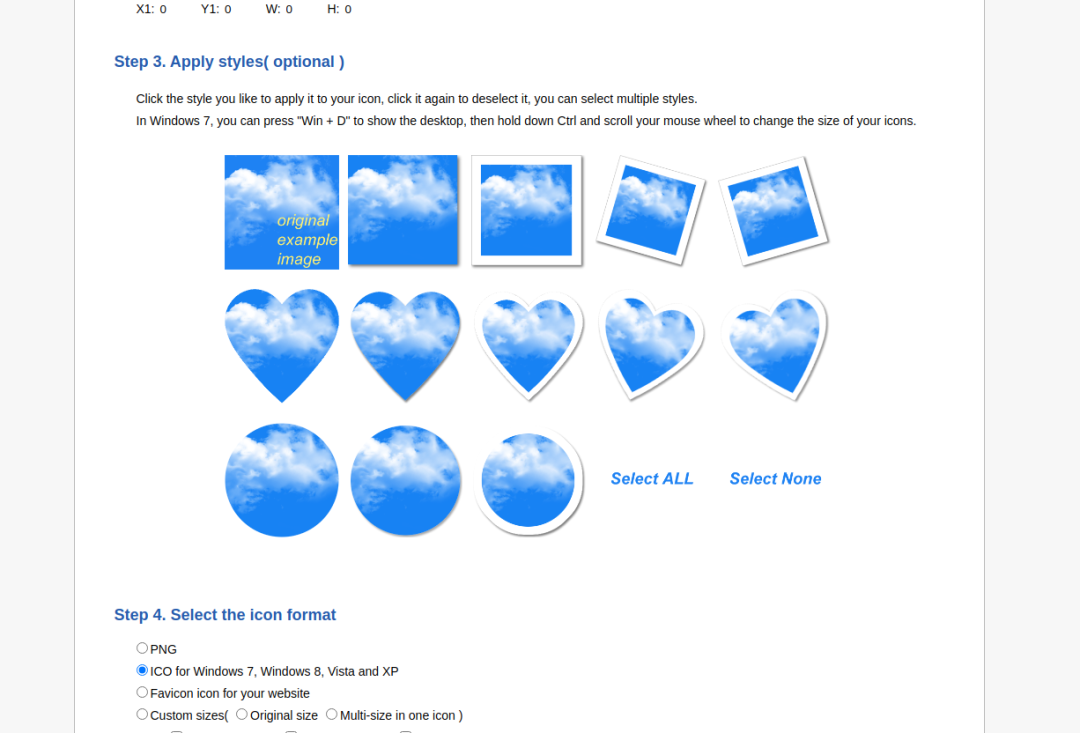 X1: 0 Y1: 0 W: 0 H: 0
Step 3. Apply styles( optional )
Click the style you like to apply it to your icon, click it again to deselect it, you can select multiple styles.
In Windows 7, you can press "Win + D" to show the desktop, then hold down Ctrl and scroll your mouse wheel to change the size of your icons.
original
example
image
Select ALL Select None
Step 4. Select the icon format
PNG
ICO for Windows 7, Windows 8, Vista and XP
Favicon icon for your website
Custom sizes( Original size Multi-size in one icon )